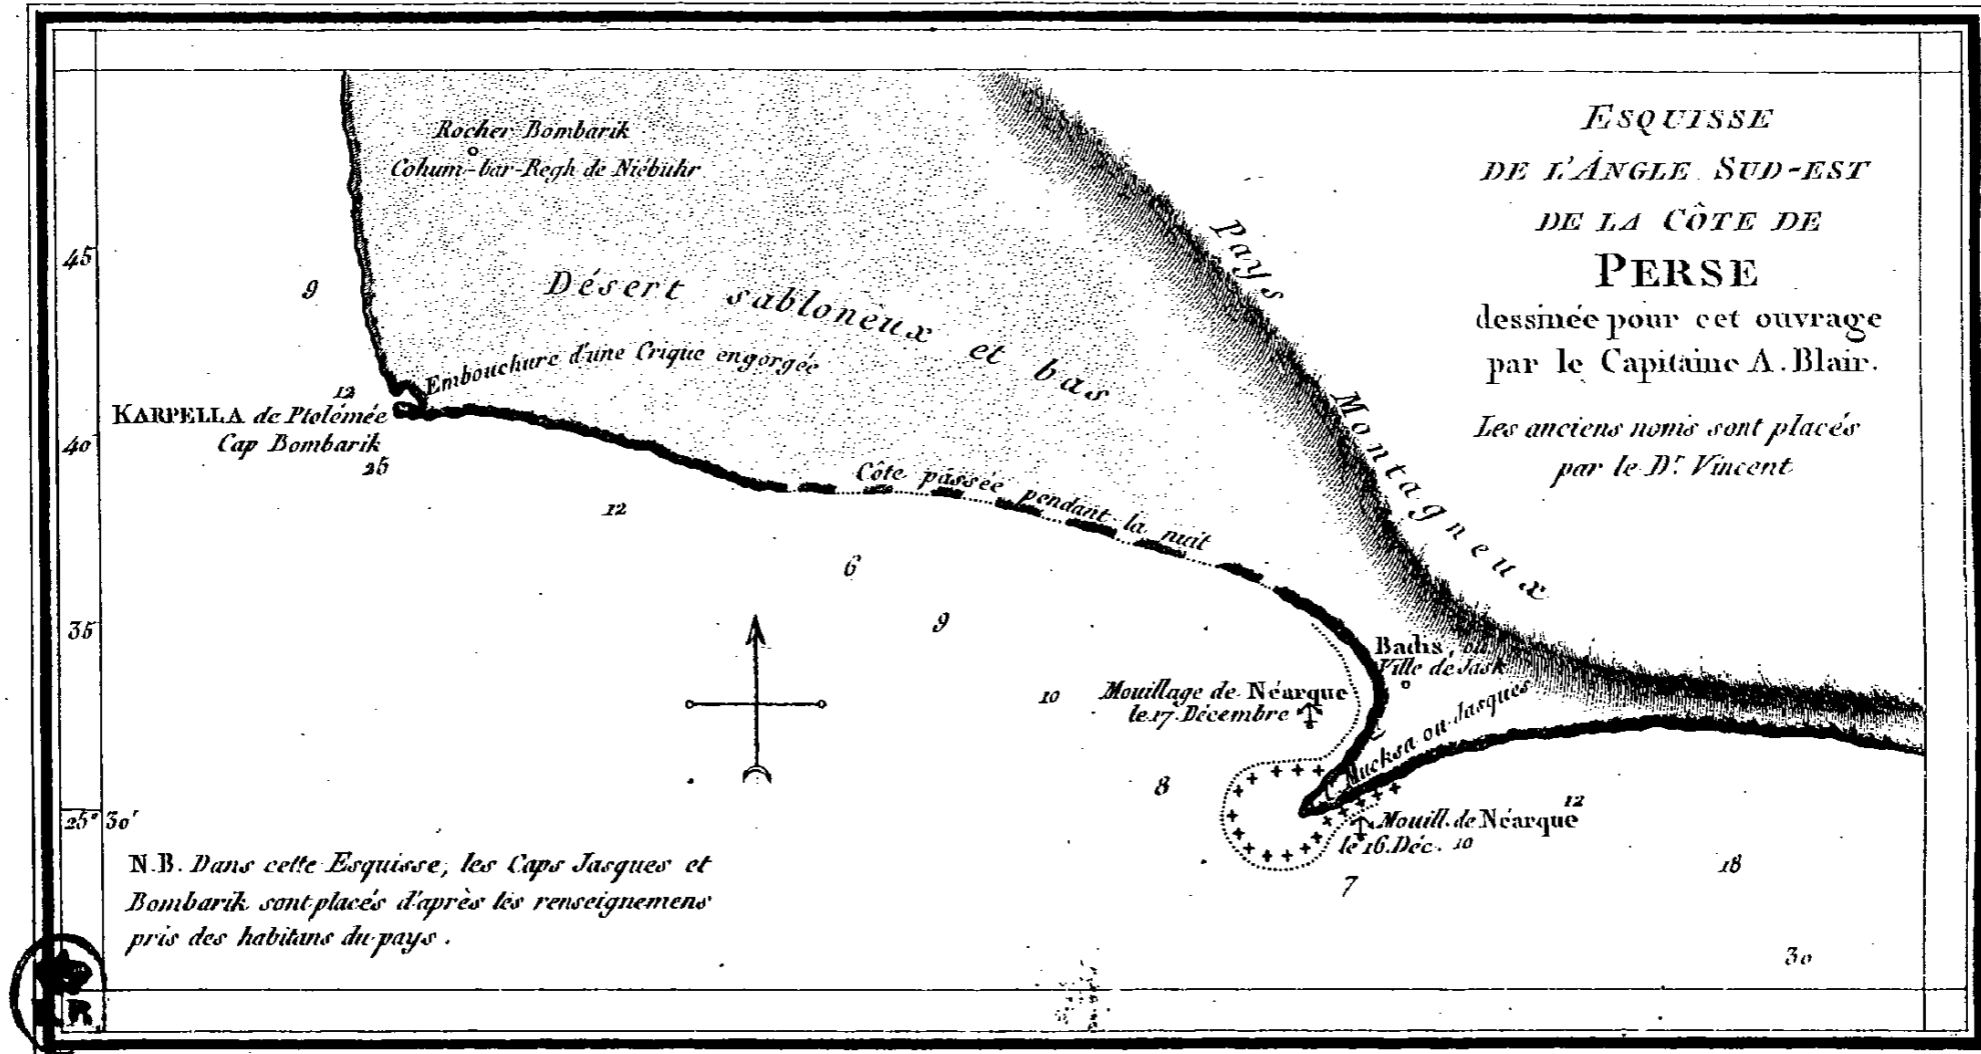 ESQUISSE
DE L'ANGLE SUD-EST
DE LA CÔTE DE
PERSE
dessinée pour cet ouvrage
par le Capitaine A. Blair.
Les anciens noms sont placés
par le Dr. Vincent
Rocher Bombarik
Cohum-bar-Regh de Niébuhr
Désert sabloneux et bas
Pays Montagneux
45
9
Embouchure d'une Crique engorgée
12
KARPELLA de Ptolémée
Cap Bombarik
40
25
12
Côte passée pendant la nuit
6
9
35
Badis, ou
Ville de Jask
10
Mouillage de Néarque
le 17 Décembre
C. Mucksa ou Jasques
8
12
Mouill. de Néarque
le 16. Déc. 10
7
18
30
25° 30'
N.B. Dans cette Esquisse, les Caps Jasques et
Bombarik sont placés d'après les renseignemens
pris des habitans du pays.
R